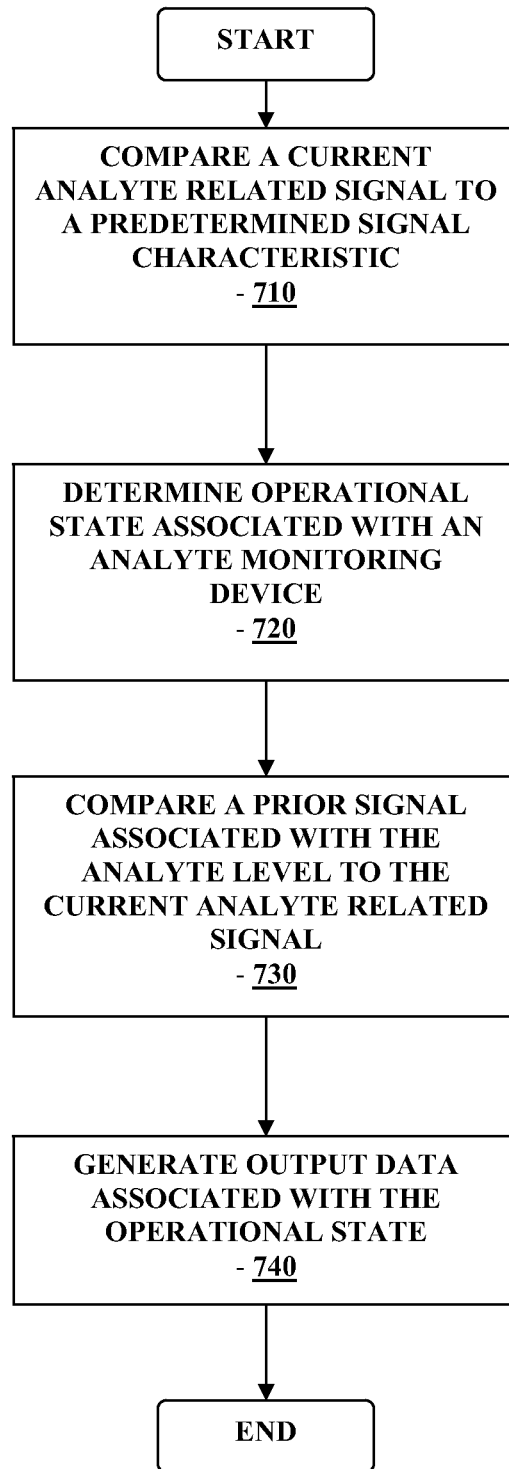 START
COMPARE A CURRENT
ANALYTE RELATED SIGNAL TO
A PREDETERMINED SIGNAL
CHARACTERISTIC
- 710
DETERMINE OPERATIONAL
STATE ASSOCIATED WITH AN
ANALYTE MONITORING
DEVICE
- 720
COMPARE A PRIOR SIGNAL
ASSOCIATED WITH THE
ANALYTE LEVEL TO THE
CURRENT ANALYTE RELATED
SIGNAL
- 730
GENERATE OUTPUT DATA
ASSOCIATED WITH THE
OPERATIONAL STATE
- 740
END